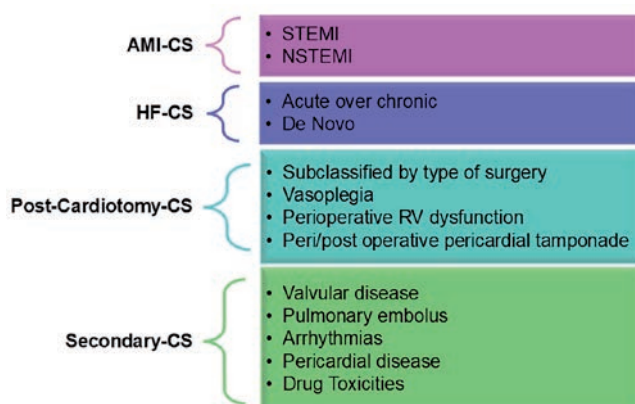 AMI-CS
• STEMI
• NSTEMI
HF-CS
• Acute over chronic
• De Novo
Post-Cardiotomy-CS
• Subclassified by type of surgery
• Vasoplegia
• Perioperative RV dysfunction
• Peri/post operative pericardial tamponade
Secondary-CS
• Valvular disease
• Pulmonary embolus
• Arrhythmias
• Pericardial disease
• Drug Toxicities